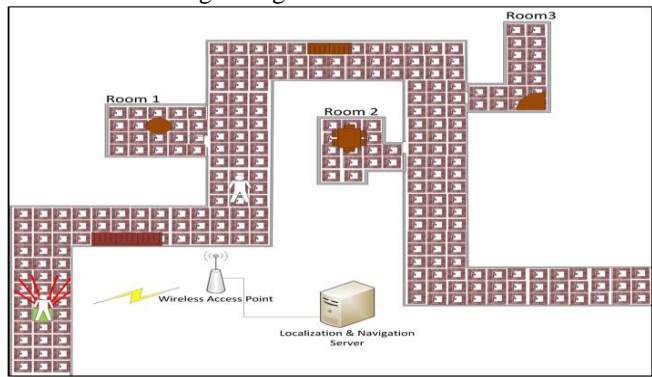 Room3
Room 1
Room 2
Wireless Access Point
Localization & Navigation
Server